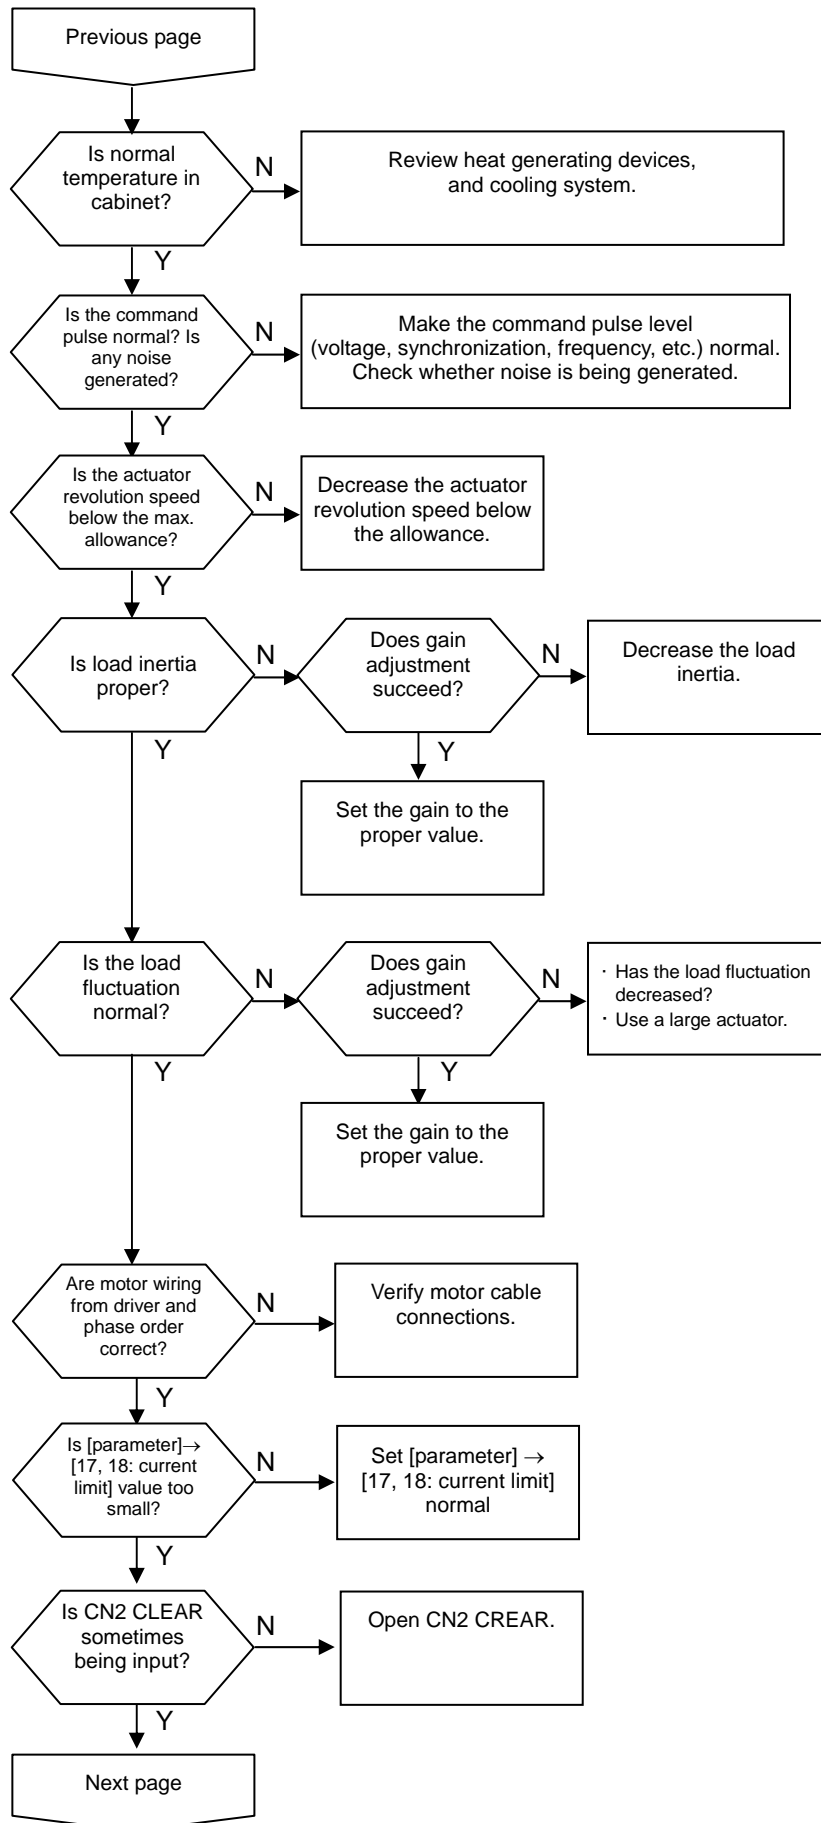 Previous page
Is normal
temperature in
cabinet?
N
Review heat generating devices,
and cooling system.
Y
Is the command
pulse normal? Is
any noise
generated?
N
Make the command pulse level
(voltage, synchronization, frequency, etc.) normal.
Check whether noise is being generated.
Y
Is the actuator
revolution speed
below the max.
allowance?
N
Decrease the actuator
revolution speed below
the allowance.
Y
Is load inertia
proper?
N
Does gain
adjustment
succeed?
N
Decrease the load
inertia.
Y
Y
Set the gain to the
proper value.
Is the load
fluctuation
normal?
N
Does gain
adjustment
succeed?
N
・ Has the load fluctuation
decreased?
・ Use a large actuator.
Y
Y
Set the gain to the
proper value.
Are motor wiring
from driver and
phase order
correct?
N
Verify motor cable
connections.
Y
Is [parameter]→
[17, 18: current
limit] value too
small?
N
Set [parameter] →
[17, 18: current limit]
normal
Y
Is CN2 CLEAR
sometimes
being input?
N
Open CN2 CREAR.
Y
Next page